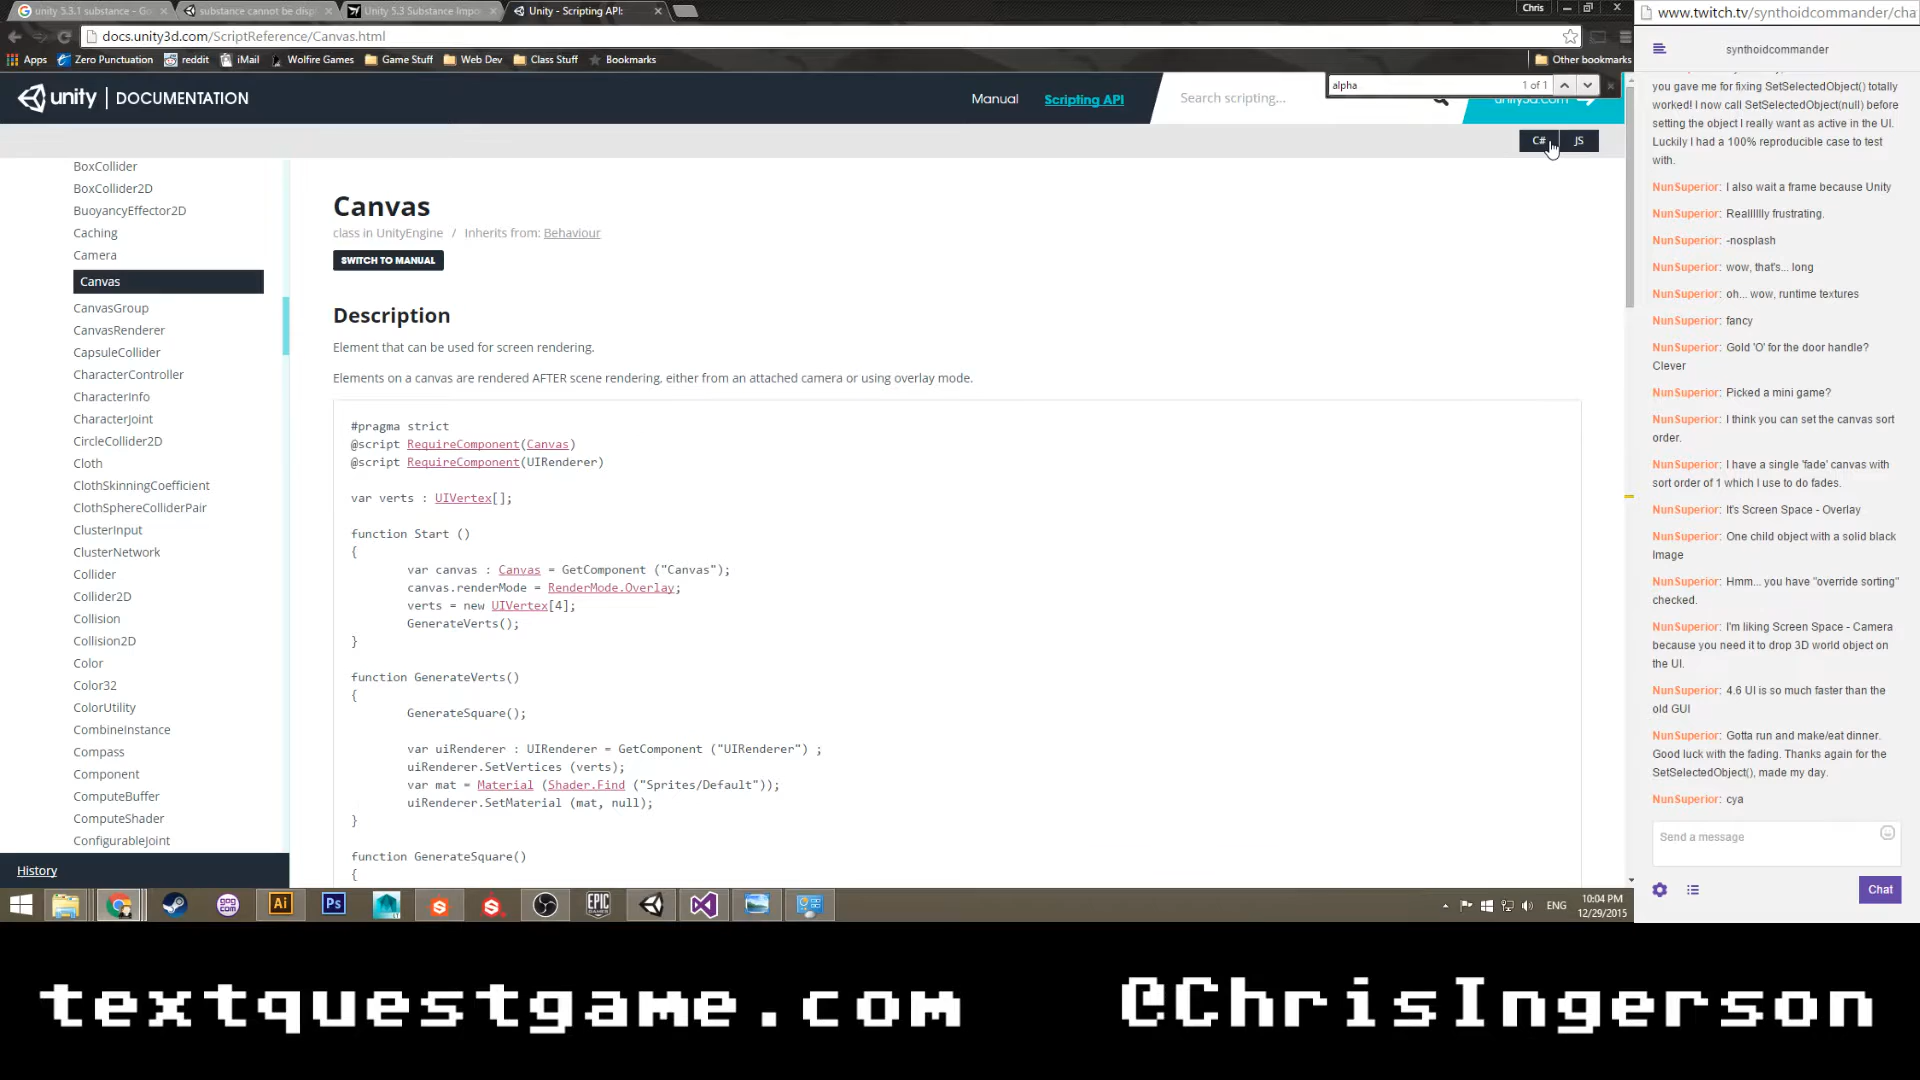 unity 5.3.1 substance - Go
substance cannot be disp
Unity 5.3 Substance Impo
Unity - Scripting API:
Chris
docs.unity3d.com/ScriptReference/Canvas.html
Apps
Zero Punctuation
reddit
iMail
Wolfire Games
Game Stuff
Web Dev
Class Stuff
Bookmarks
Other bookmarks
alpha
1 of 1
unity | DOCUMENTATION
Manual
Scripting API
Search scripting...
unity3d.com
C#
JS
BoxCollider
BoxCollider2D
BuoyancyEffector2D
Caching
Camera
Canvas
CanvasGroup
CanvasRenderer
CapsuleCollider
CharacterController
CharacterInfo
CharacterJoint
CircleCollider2D
Cloth
ClothSkinningCoefficient
ClothSphereColliderPair
ClusterInput
ClusterNetwork
Collider
Collider2D
Collision
Collision2D
Color
Color32
ColorUtility
CombineInstance
Compass
Component
ComputeBuffer
ComputeShader
ConfigurableJoint
History
Canvas
class in UnityEngine / Inherits from: Behaviour
SWITCH TO MANUAL
Description
Element that can be used for screen rendering.
Elements on a canvas are rendered AFTER scene rendering, either from an attached camera or using overlay mode.
#pragma strict
@script RequireComponent(Canvas)
@script RequireComponent(UIRenderer)
var verts : UIVertex[];
function Start ()
{
var canvas : Canvas = GetComponent ("Canvas");
canvas.renderMode = RenderMode.Overlay;
verts = new UIVertex[4];
GenerateVerts();
}
function GenerateVerts()
{
GenerateSquare();
var uiRenderer : UIRenderer = GetComponent ("UIRenderer") ;
uiRenderer.SetVertices (verts);
var mat = Material (Shader.Find ("Sprites/Default"));
uiRenderer.SetMaterial (mat, null);
}
function GenerateSquare()
{
www.twitch.tv/synthoidcommander/cha
synthoidcommander
you gave me for fixing SetSelectedObject() totally
worked! I now call SetSelectedObject(null) before
setting the object I really want as active in the UI.
Luckily I had a 100% reproducible case to test
with.
NunSuperior: I also wait a frame because Unity
NunSuperior: Realllllly frustrating.
NunSuperior: -nosplash
NunSuperior: wow, that's... long
NunSuperior: oh... wow, runtime textures
NunSuperior: fancy
NunSuperior: Gold 'O' for the door handle?
Clever
NunSuperior: Picked a mini game?
NunSuperior: I think you can set the canvas sort
order.
NunSuperior: I have a single 'fade' canvas with
sort order of 1 which I use to do fades.
NunSuperior: It's Screen Space - Overlay
NunSuperior: One child object with a solid black
Image
NunSuperior: Hmm... you have "override sorting"
checked.
NunSuperior: I'm liking Screen Space - Camera
because you need it to drop 3D world object on
the UI.
NunSuperior: 4.6 UI is so much faster than the
old GUI
NunSuperior: Gotta run and make/eat dinner.
Good luck with the fading. Thanks again for the
SetSelectedObject(), made my day.
NunSuperior: cya
Send a message
Chat
GOG
COM
Ai
Ps
EPIC
GAMES
ENG
10:04 PM
12/29/2015
textquestgame.com
@ChrisIngerson